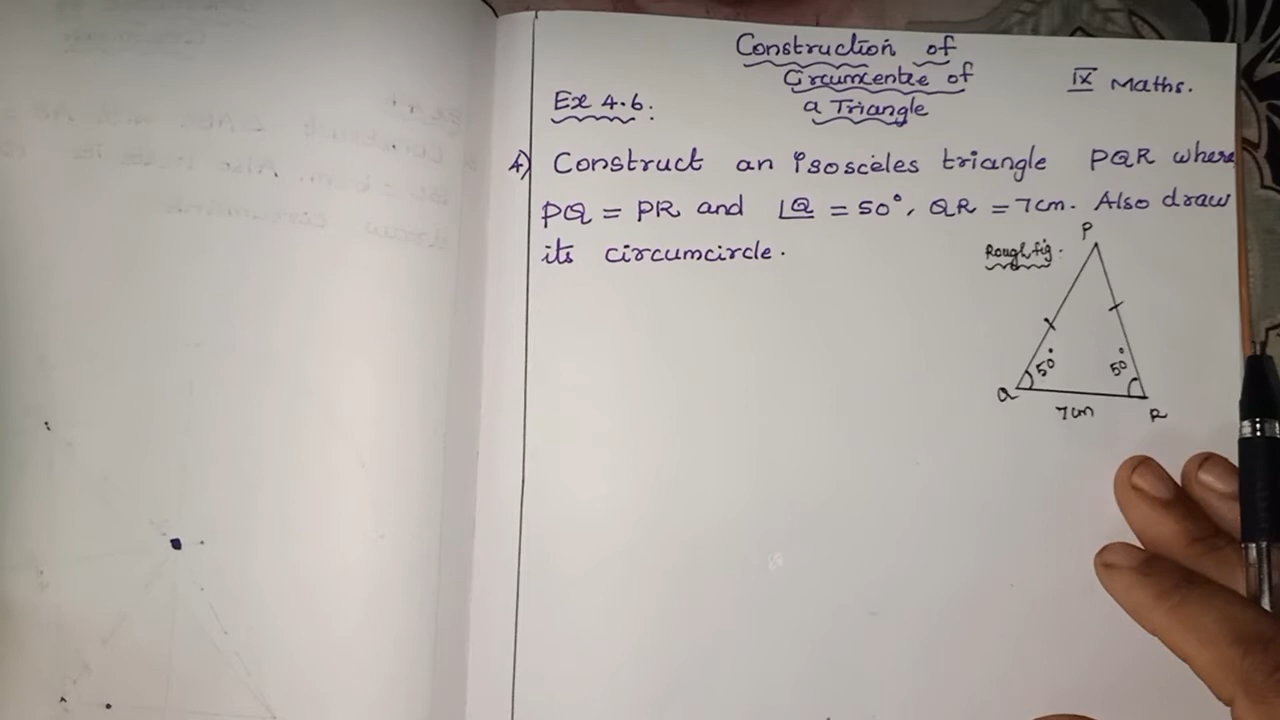 Construction of
Circumcentre of
a Triangle
IX Maths.
Ex 4.6.
4) Construct an isosceles triangle PQR where
PQ = PR and ∠Q = 50°, QR = 7cm. Also draw
its circumcircle.
Rough fig.
P
50° 50°
Q 7cm R